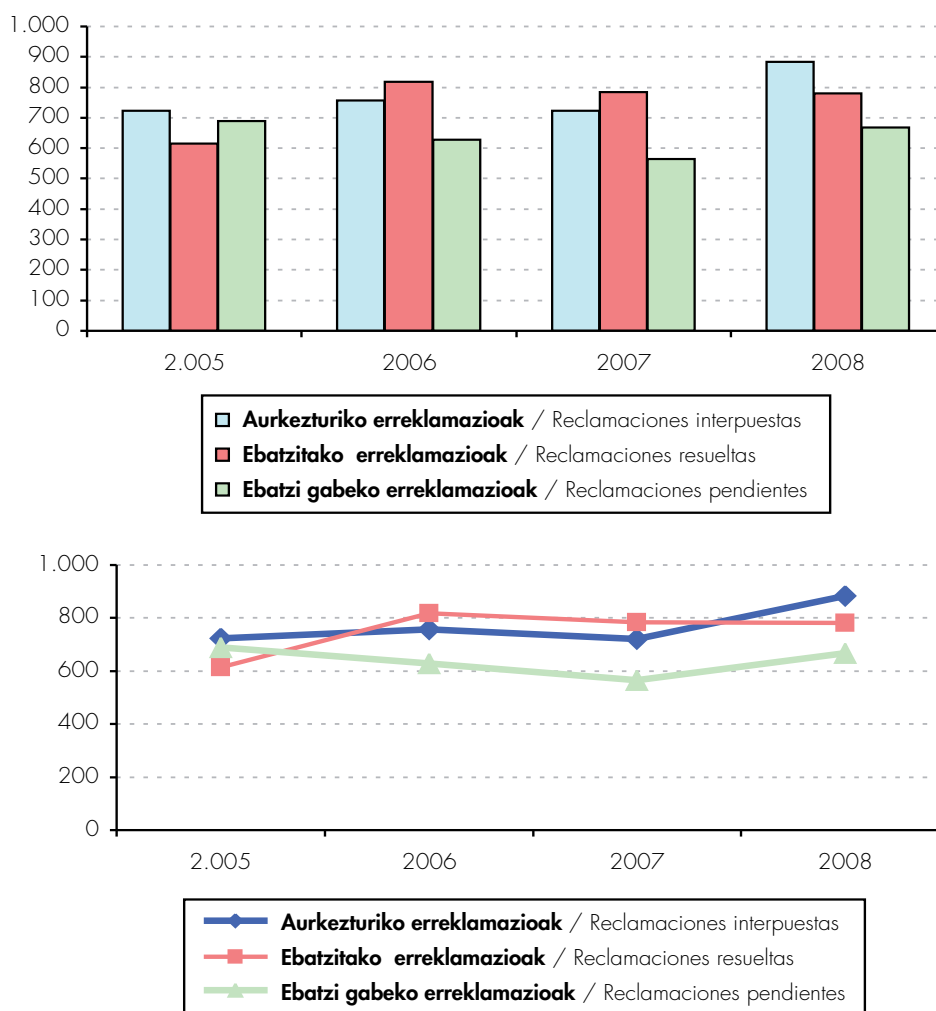 1.000
900
800
700
600
500
400
300
200
100
0
2.005 2006 2007 2008
Aurkezturiko erreklamazioak / Reclamaciones interpuestas
Ebatzitako erreklamazioak / Reclamaciones resueltas
Ebatzi gabeko erreklamazioak / Reclamaciones pendientes
1.000
800
600
400
200
0
2.005 2006 2007 2008
Aurkezturiko erreklamazioak / Reclamaciones interpuestas
Ebatzitako erreklamazioak / Reclamaciones resueltas
Ebatzi gabeko erreklamazioak / Reclamaciones pendientes